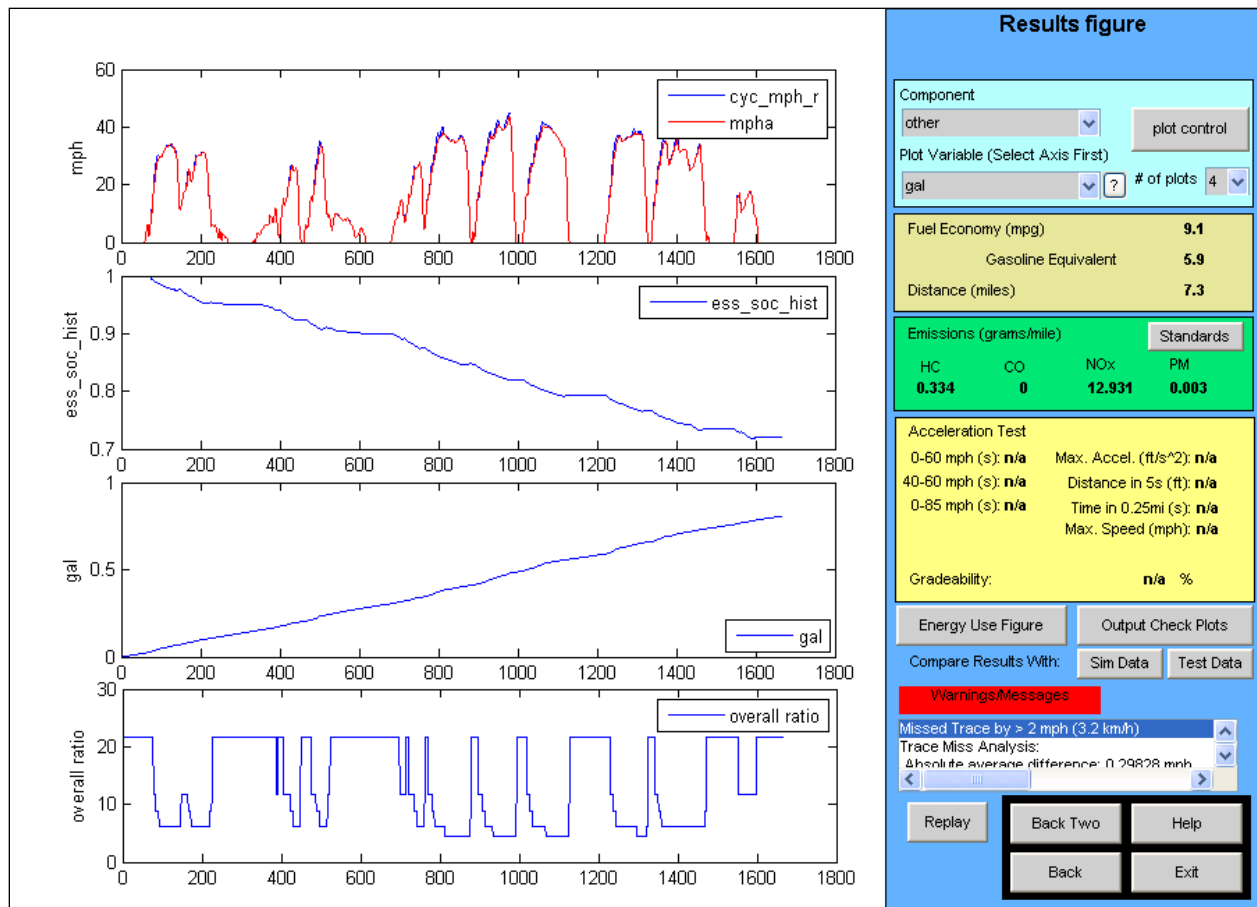 Results figure
60
40
20
0
mph
cyc_mph_r
mpha
0 200 400 600 800 1000 1200 1400 1600 1800
1
0.9
0.8
0.7
ess_soc_hist
ess_soc_hist
0 200 400 600 800 1000 1200 1400 1600 1800
1
0.5
0
gal
gal
0 200 400 600 800 1000 1200 1400 1600 1800
30
20
10
0
overall ratio
overall ratio
0 200 400 600 800 1000 1200 1400 1600 1800
Component
other
plot control
Plot Variable (Select Axis First)
gal
?
# of plots 4
Fuel Economy (mpg) 9.1
Gasoline Equivalent 5.9
Distance (miles) 7.3
Emissions (grams/mile) Standards
HC CO NOx PM
0.334 0 12.931 0.003
Acceleration Test
0-60 mph (s): n/a Max. Accel. (ft/s^2): n/a
40-60 mph (s): n/a Distance in 5s (ft): n/a
0-85 mph (s): n/a Time in 0.25mi (s): n/a
Max. Speed (mph): n/a
Gradeability: n/a %
Energy Use Figure Output Check Plots
Compare Results With: Sim Data Test Data
Warnings/Messages
Missed Trace by > 2 mph (3.2 km/h)
Trace Miss Analysis:
Absolute average difference: 0.29828 mph
Replay Back Two Help
Back Exit